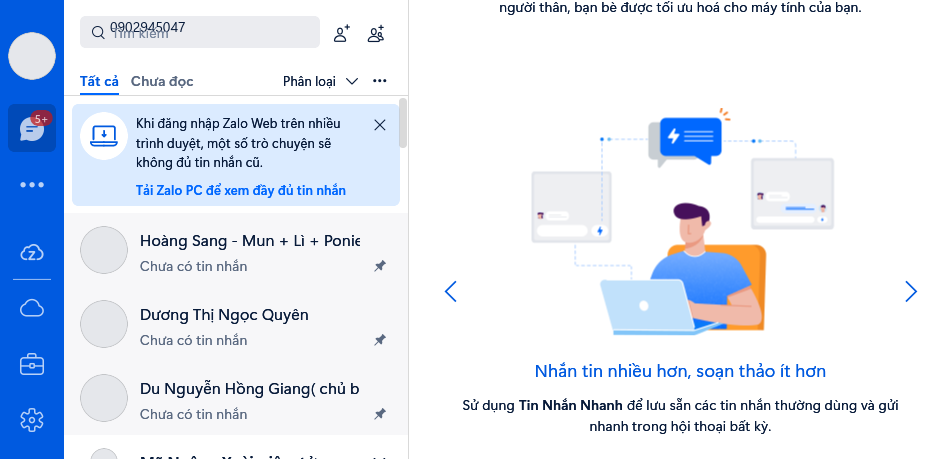 người thân, bạn bè được tối ưu hoá cho máy tính của bạn.
0902945047
Tìm kiếm
Tất cả
Chưa đọc
Phân loại
5+
Khi đăng nhập Zalo Web trên nhiều
trình duyệt, một số trò chuyện sẽ
không đủ tin nhắn cũ.
Tải Zalo PC để xem đầy đủ tin nhắn
Hoàng Sang - Mun + Lì + Ponie
Chưa có tin nhắn
Dương Thị Ngọc Quyên
Chưa có tin nhắn
Du Nguyễn Hồng Giang( chủ b
Chưa có tin nhắn
Nhắn tin nhiều hơn, soạn thảo ít hơn
Sử dụng Tin Nhắn Nhanh để lưu sẵn các tin nhắn thường dùng và gửi
nhanh trong hội thoại bất kỳ.